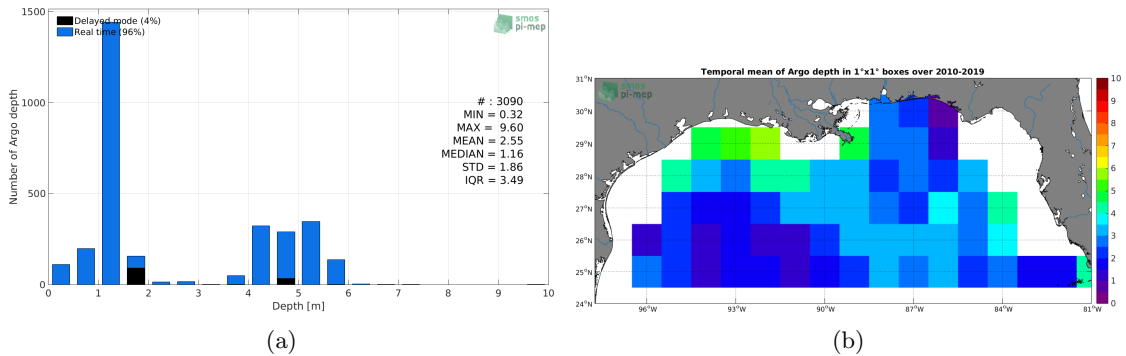 1500
1000
500
0
Number of Argo depth
Delayed mode (4%)
Real time (96%)
smos
pi-mep
# : 3090
MIN = 0.32
MAX = 9.60
MEAN = 2.55
MEDIAN = 1.16
STD = 1.86
IQR = 3.49
0 1 2 3 4 5 6 7 8 9 10
Depth [m]
(a)
Temporal mean of Argo depth in 1°x1° boxes over 2010-2019
smos
pi-mep
31°N
30°N
29°N
28°N
27°N
26°N
25°N
24°N
96°W 93°W 90°W 87°W 84°W 81°W
10
9
8
7
6
5
4
3
2
1
0
(b)